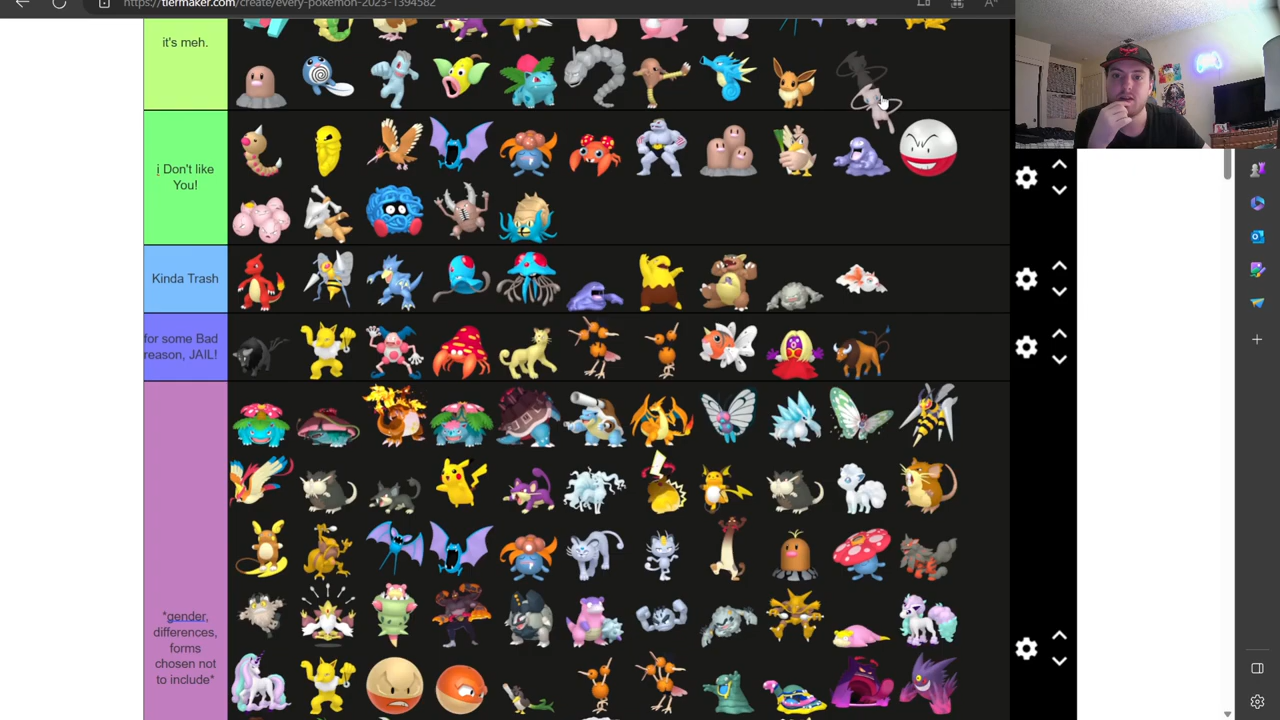 https://tiermaker.com/create/every-pokemon-2023-1394582
it's meh.
i Don't like
You!
Kinda Trash
for some Bad
reason, JAIL!
*gender,
differences,
forms
chosen not
to include*